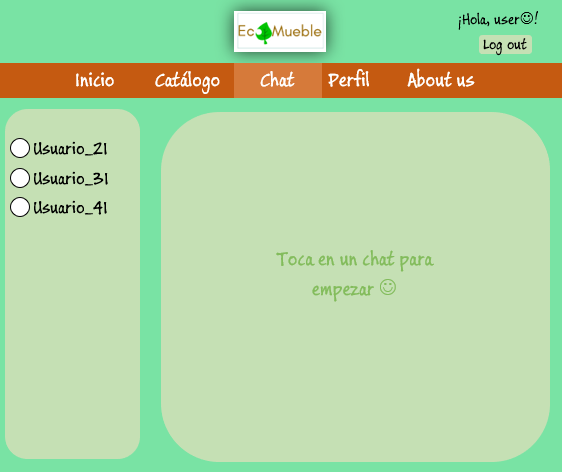 EcoMueble
¡Hola, user☺!
Log out
Inicio Catálogo Chat Perfil About us
Usuario_21
Usuario_31
Usuario_41
Toca en un chat para
empezar ☺